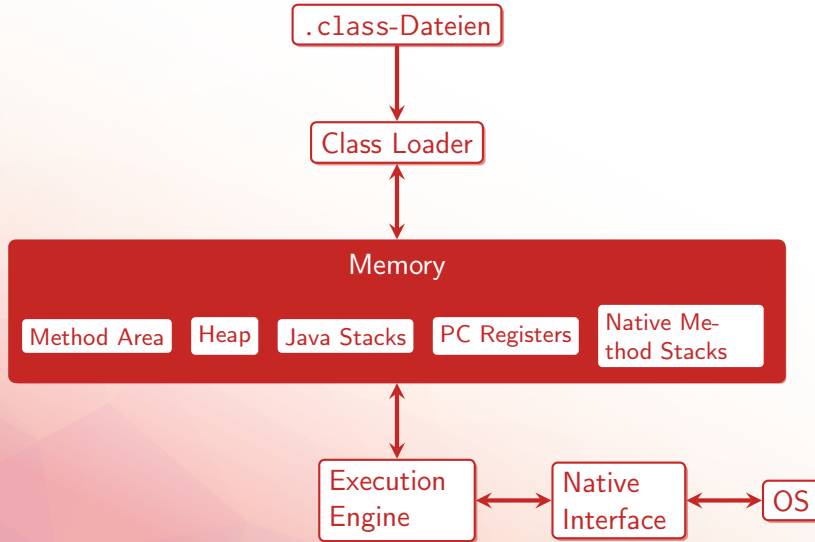 .class-Dateien
Class Loader
Memory
Method Area
Heap
Java Stacks
PC Registers
Native Me-
thod Stacks
Execution
Engine
Native
Interface
OS